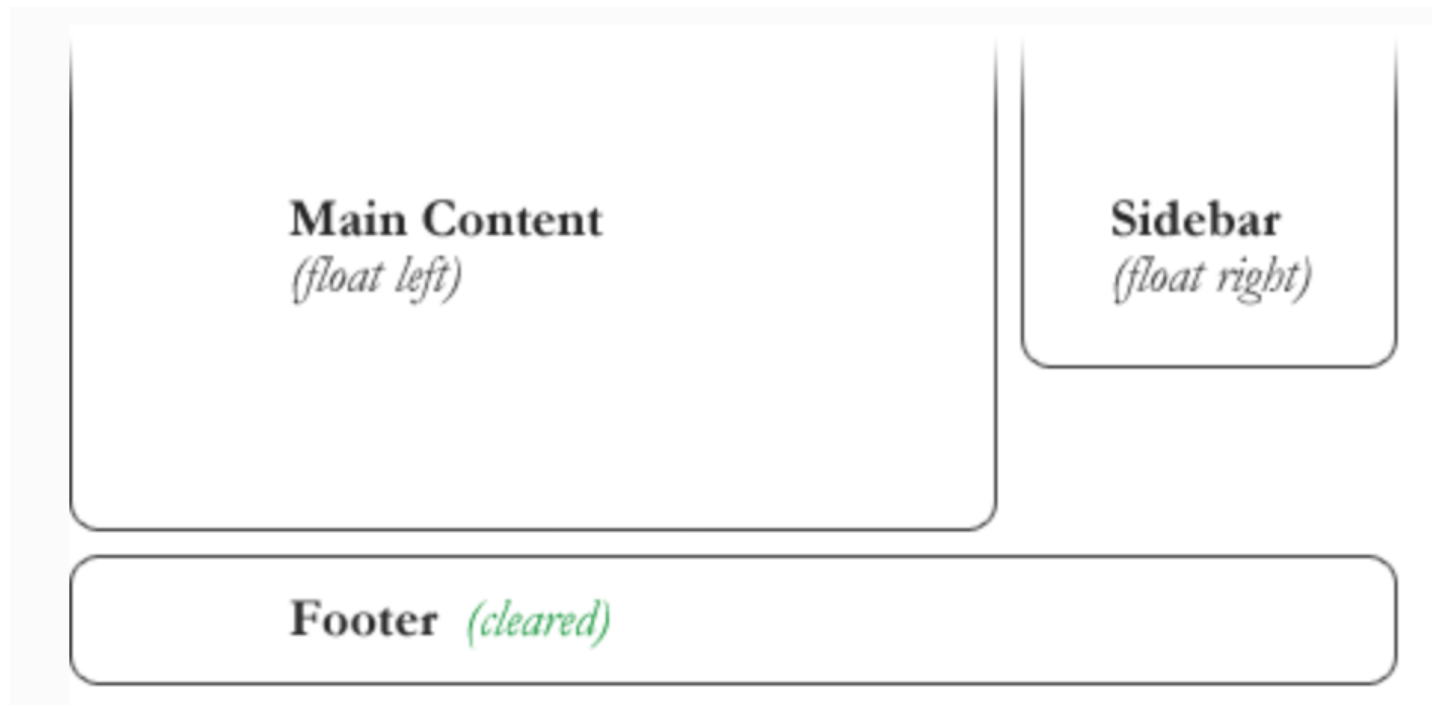 Main Content
(float left)
Sidebar
(float right)
Footer (cleared)